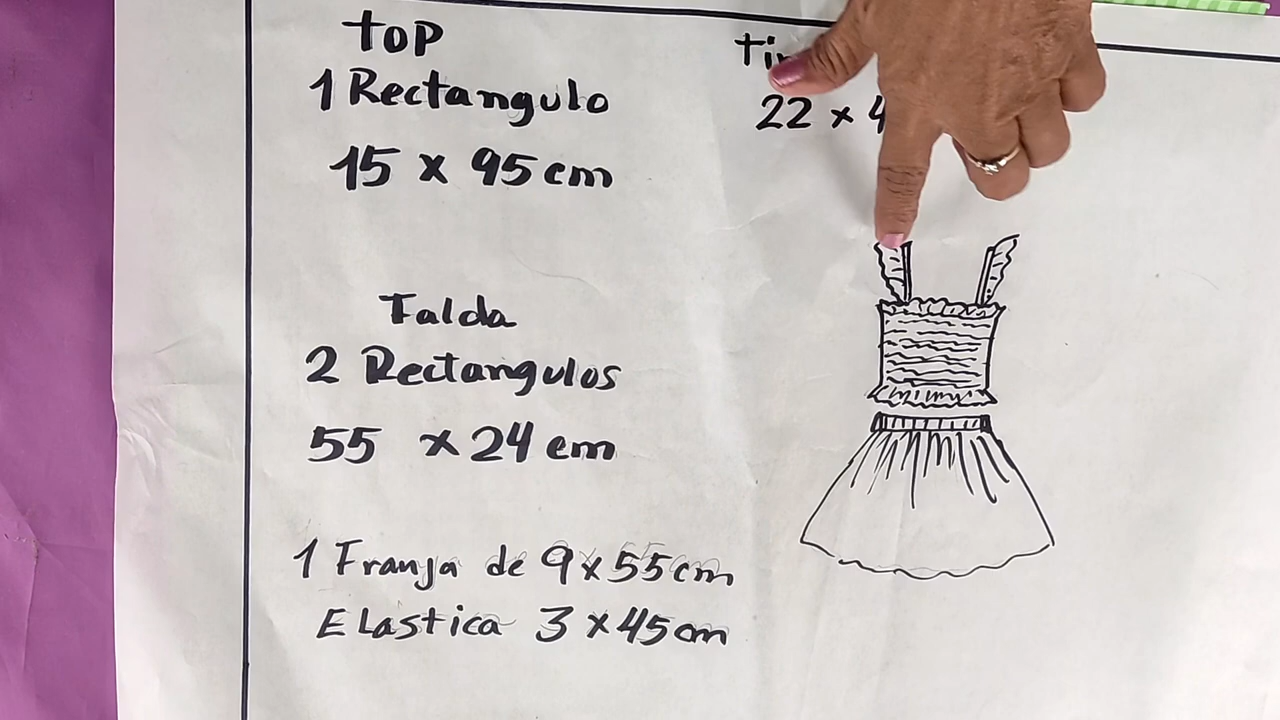 TOP
1 Rectangulo
15 x 95 cm
22 x 4
Falda
2 Rectangulos
55 x 24 cm
1 Franja de 9 x 55 cm
Elastica 3 x 45 cm